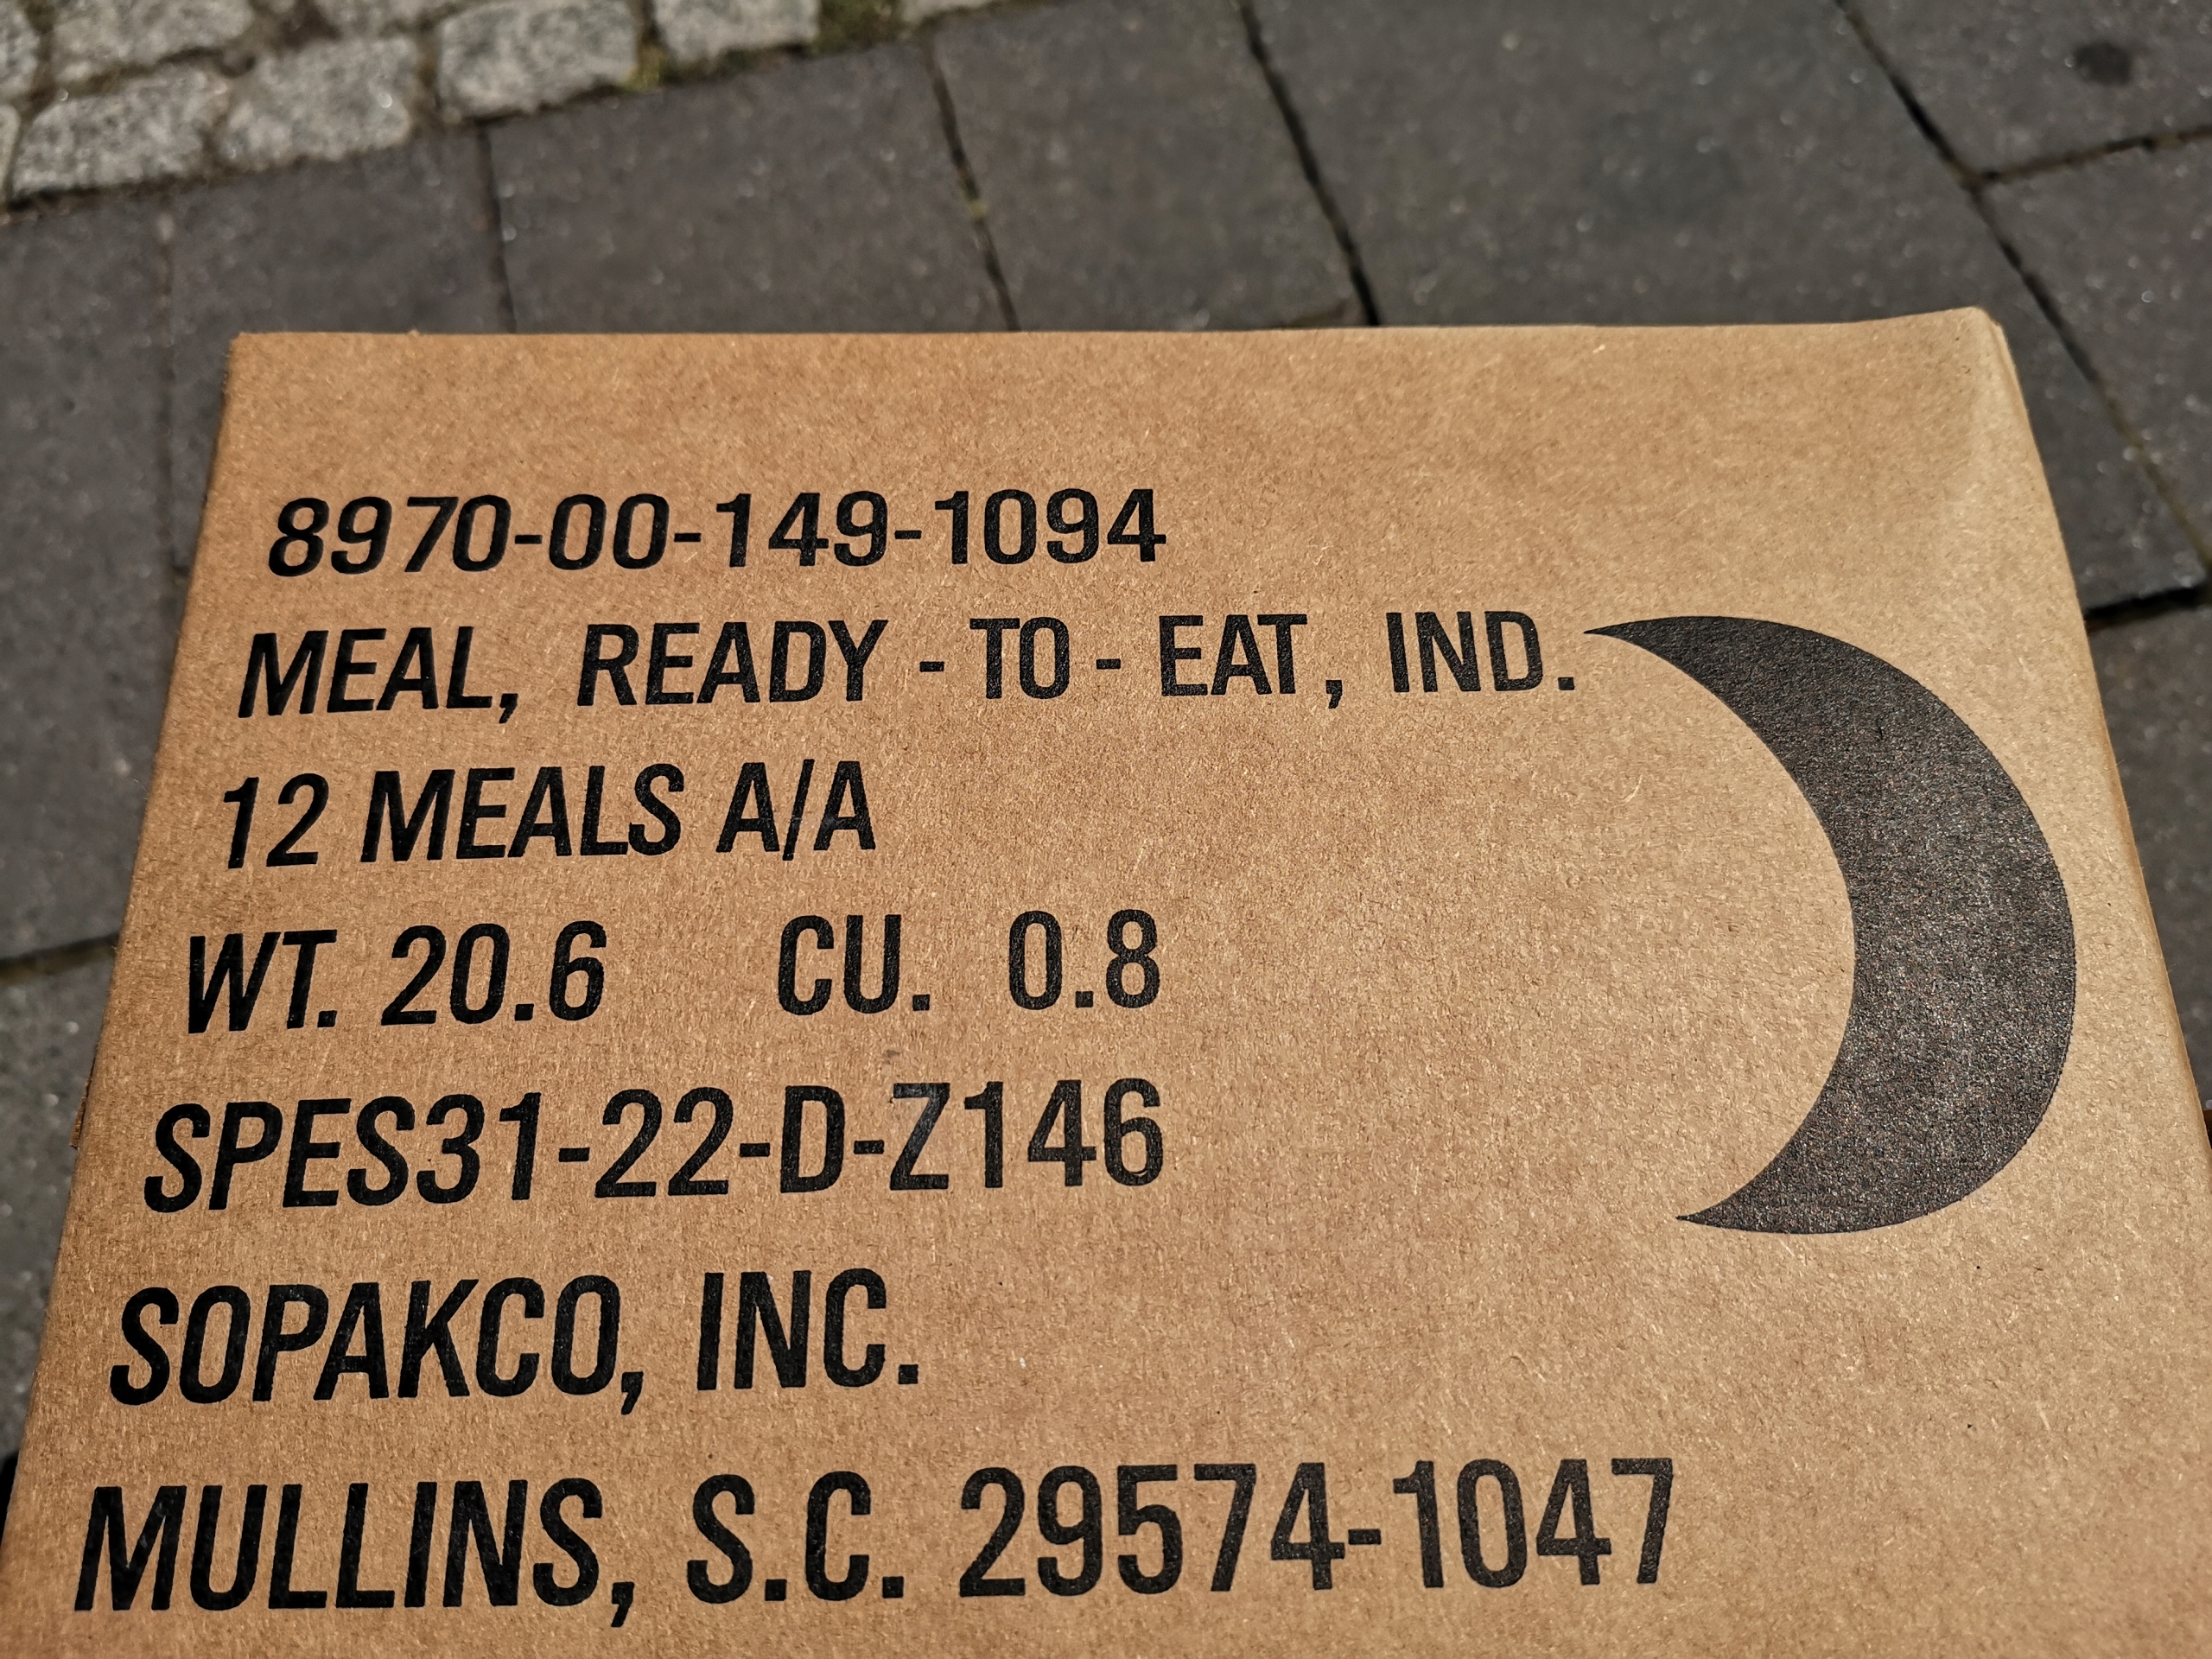 8970-00-149-1094
MEAL, READY - TO - EAT, IND.
12 MEALS A/A
WT. 20.6 CU. 0.8
SPES31-22-D-Z146
SOPAKCO, INC.
MULLINS, S.C. 29574-1047